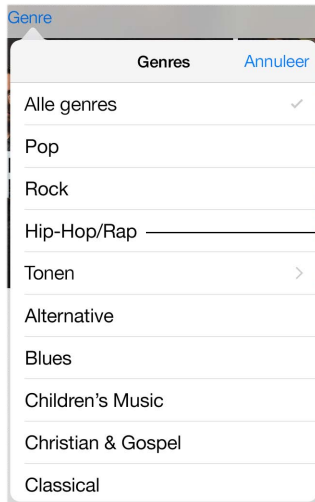 Genre
Genres Annuleer
Alle genres
Pop
Rock
Hip-Hop/Rap
Tonen
Alternative
Blues
Children’s Music
Christian & Gospel
Classical